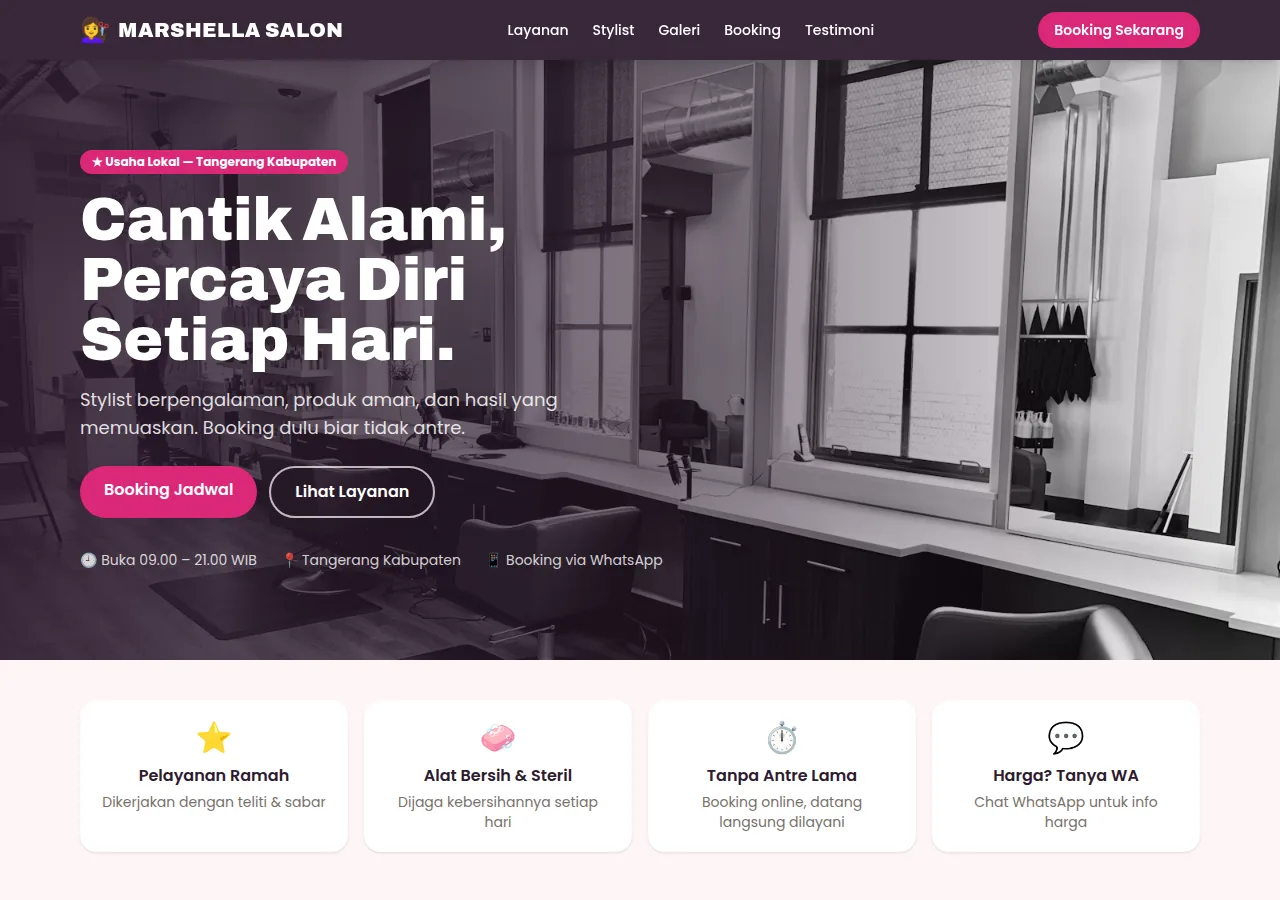 MARSHELLA SALON
Layanan
Stylist
Galeri
Booking
Testimoni
Booking Sekarang
★ Usaha Lokal — Tangerang Kabupaten
Cantik Alami,
Percaya Diri
Setiap Hari.
Stylist berpengalaman, produk aman, dan hasil yang
memuaskan. Booking dulu biar tidak antre.
Booking Jadwal
Lihat Layanan
Buka 09.00 – 21.00 WIB
Tangerang Kabupaten
Booking via WhatsApp
Pelayanan Ramah
Dikerjakan dengan teliti & sabar
Alat Bersih & Steril
Dijaga kebersihannya setiap
hari
Tanpa Antre Lama
Booking online, datang
langsung dilayani
Harga? Tanya WA
Chat WhatsApp untuk info
harga